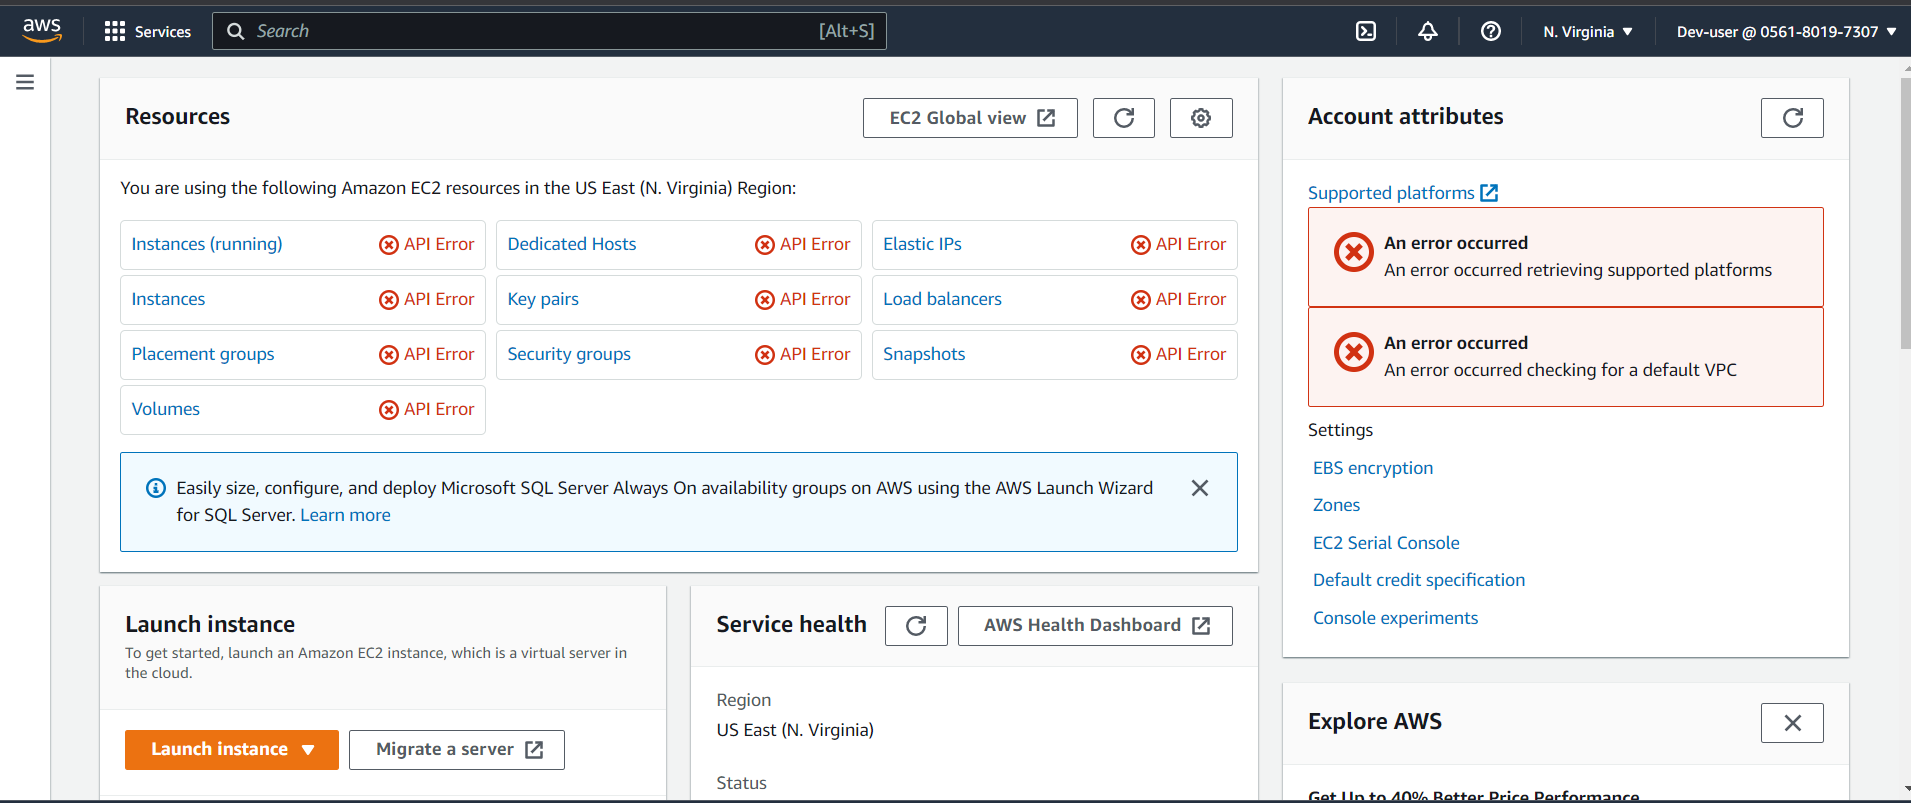 aws
Services
Search
[Alt+S]
N. Virginia
Dev-user @ 0561-8019-7307
Resources
EC2 Global view
You are using the following Amazon EC2 resources in the US East (N. Virginia) Region:
Instances (running) API Error
Dedicated Hosts API Error
Elastic IPs API Error
Instances API Error
Key pairs API Error
Load balancers API Error
Placement groups API Error
Security groups API Error
Snapshots API Error
Volumes API Error
Easily size, configure, and deploy Microsoft SQL Server Always On availability groups on AWS using the AWS Launch Wizard
for SQL Server. Learn more
Launch instance
To get started, launch an Amazon EC2 instance, which is a virtual server in
the cloud.
Launch instance
Migrate a server
Service health
AWS Health Dashboard
Region
US East (N. Virginia)
Status
Account attributes
Supported platforms
An error occurred
An error occurred retrieving supported platforms
An error occurred
An error occurred checking for a default VPC
Settings
EBS encryption
Zones
EC2 Serial Console
Default credit specification
Console experiments
Explore AWS
Get Up to 40% Better Price Performance